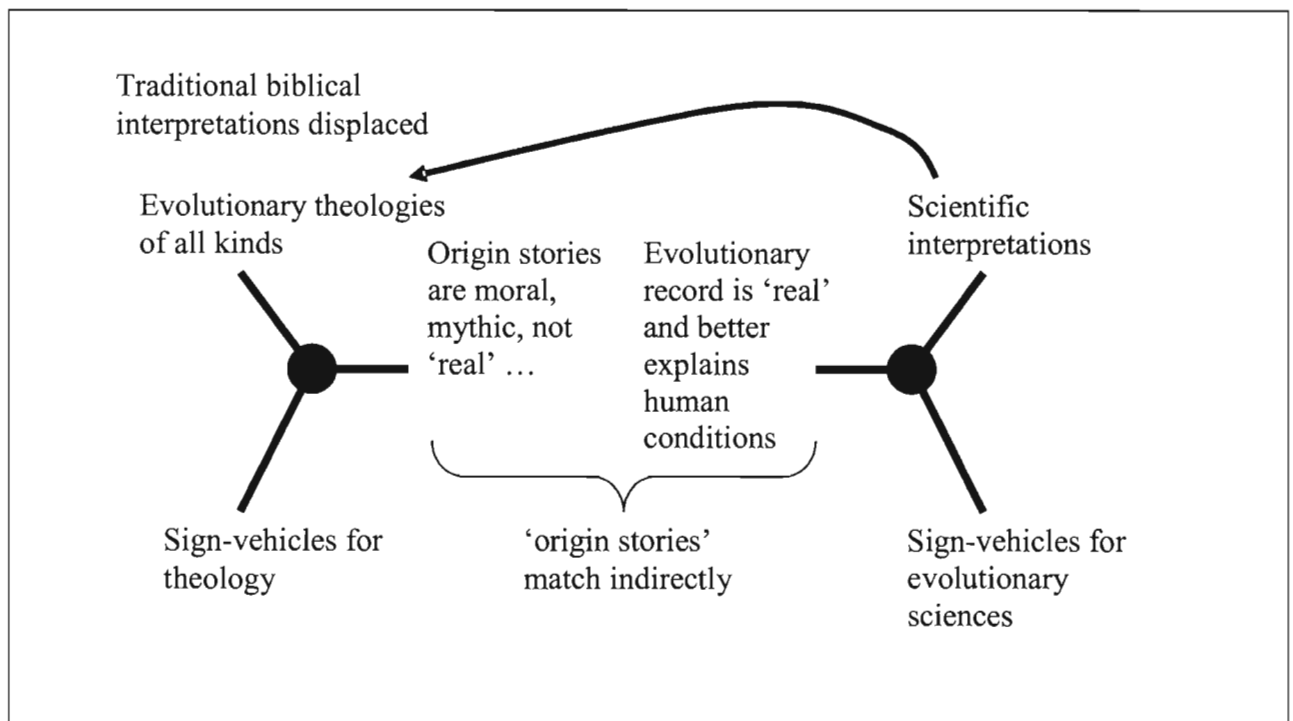 Traditional biblical
interpretations displaced
Evolutionary theologies
of all kinds
Origin stories
are moral,
mythic, not
‘real’ …
Evolutionary
record is ‘real’
and better
explains
human
conditions
Scientific
interpretations
Sign-vehicles for
theology
‘origin stories’
match indirectly
Sign-vehicles for
evolutionary
sciences